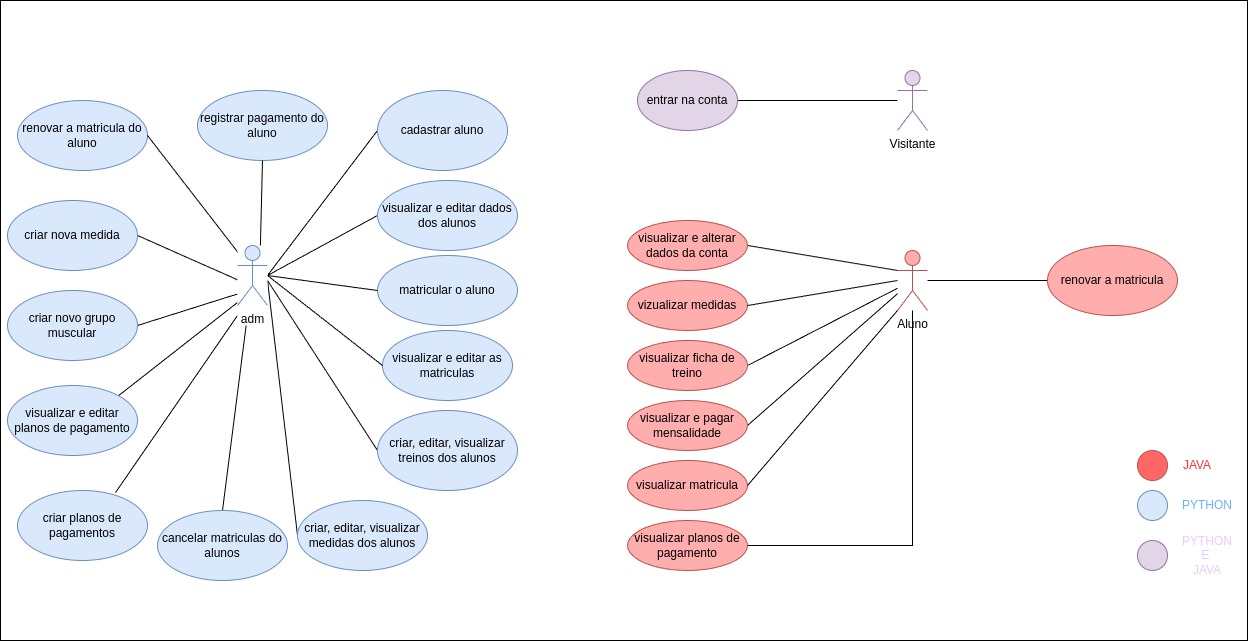 renovar a matricula do
aluno
registrar pagamento do
aluno
cadastrar aluno
visualizar e editar dados
dos alunos
criar nova medida
matricular o aluno
adm
criar novo grupo
muscular
visualizar e editar as
matriculas
visualizar e editar
planos de pagamento
criar, editar, visualizar
treinos dos alunos
criar planos de
pagamentos
cancelar matriculas do
alunos
criar, editar, visualizar
medidas dos alunos
entrar na conta
Visitante
visualizar e alterar
dados da conta
vizualizar medidas
renovar a matricula
Aluno
visualizar ficha de
treino
visualizar e pagar
mensalidade
visualizar matricula
visualizar planos de
pagamento
JAVA
PYTHON
PYTHON
E
JAVA